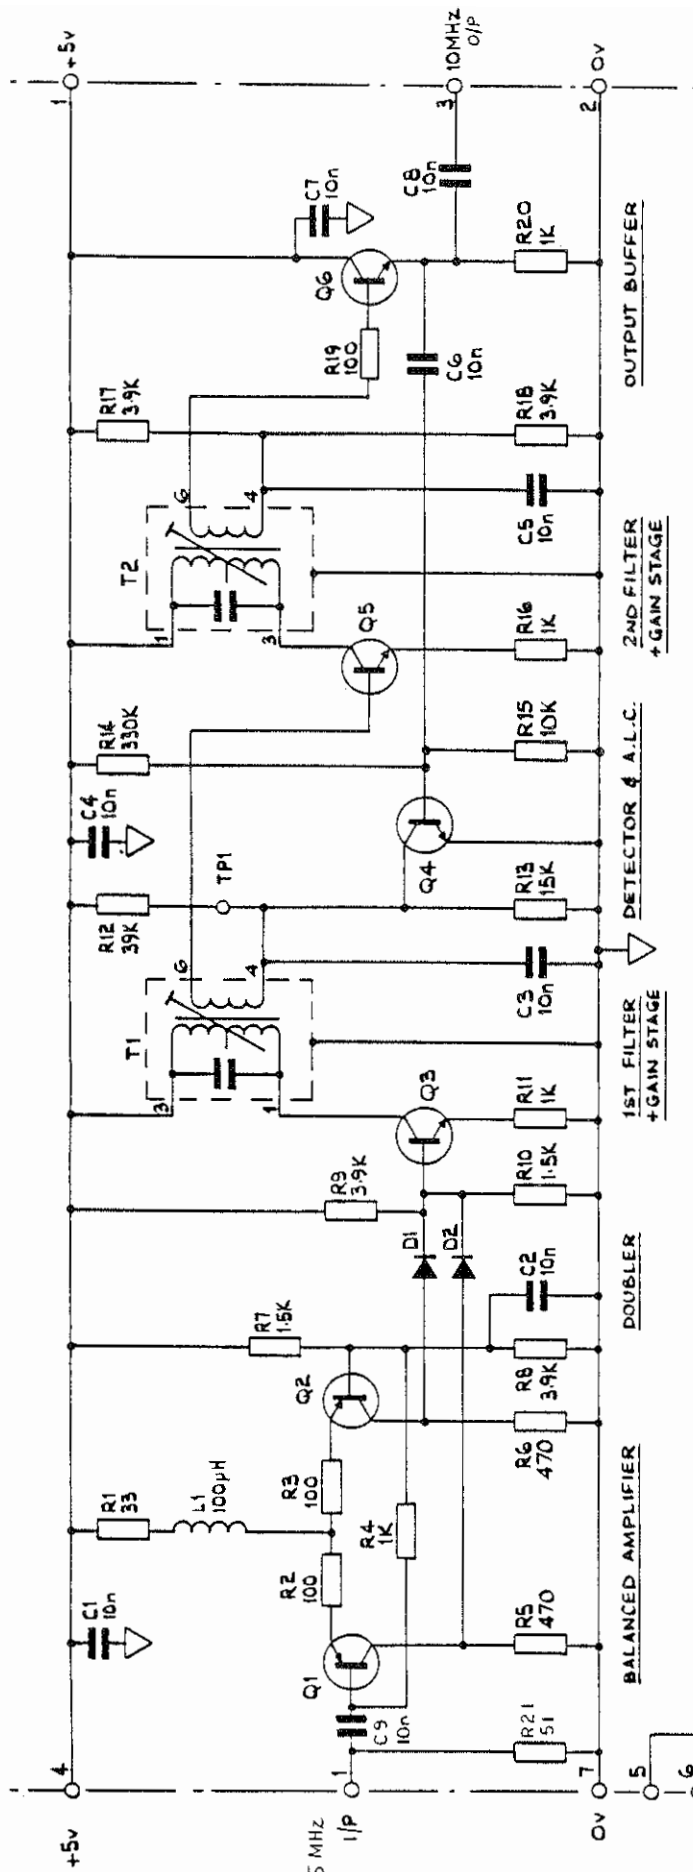 +5v
4
C1
10n
R1
33
L1
100µH
R2
100
R3
100
Q1
Q2
R7
1.5K
R4
1K
5 MHz
I/P
1
C9
10n
R21
51
R5
470
R6
470
R8
3.9K
C2
10n
D1
D2
R9
3.9K
R10
1.5K
R11
1K
Q3
T1
3
1
6
4
C3
10n
R12
39K
TP1
R13
15K
C4
10n
Q4
R14
330K
R15
10K
Q5
R16
1K
T2
1
3
6
4
C5
10n
R17
3.9K
R18
3.9K
R19
100
C6
10n
Q6
C7
10n
R20
1K
C8
10n
1
+5v
3
10MHz
O/P
2
0v
0v
7
5
6
BALANCED AMPLIFIER
DOUBLER
1ST FILTER
+GAIN STAGE
DETECTOR & A.L.C.
2ND FILTER
+GAIN STAGE
OUTPUT BUFFER